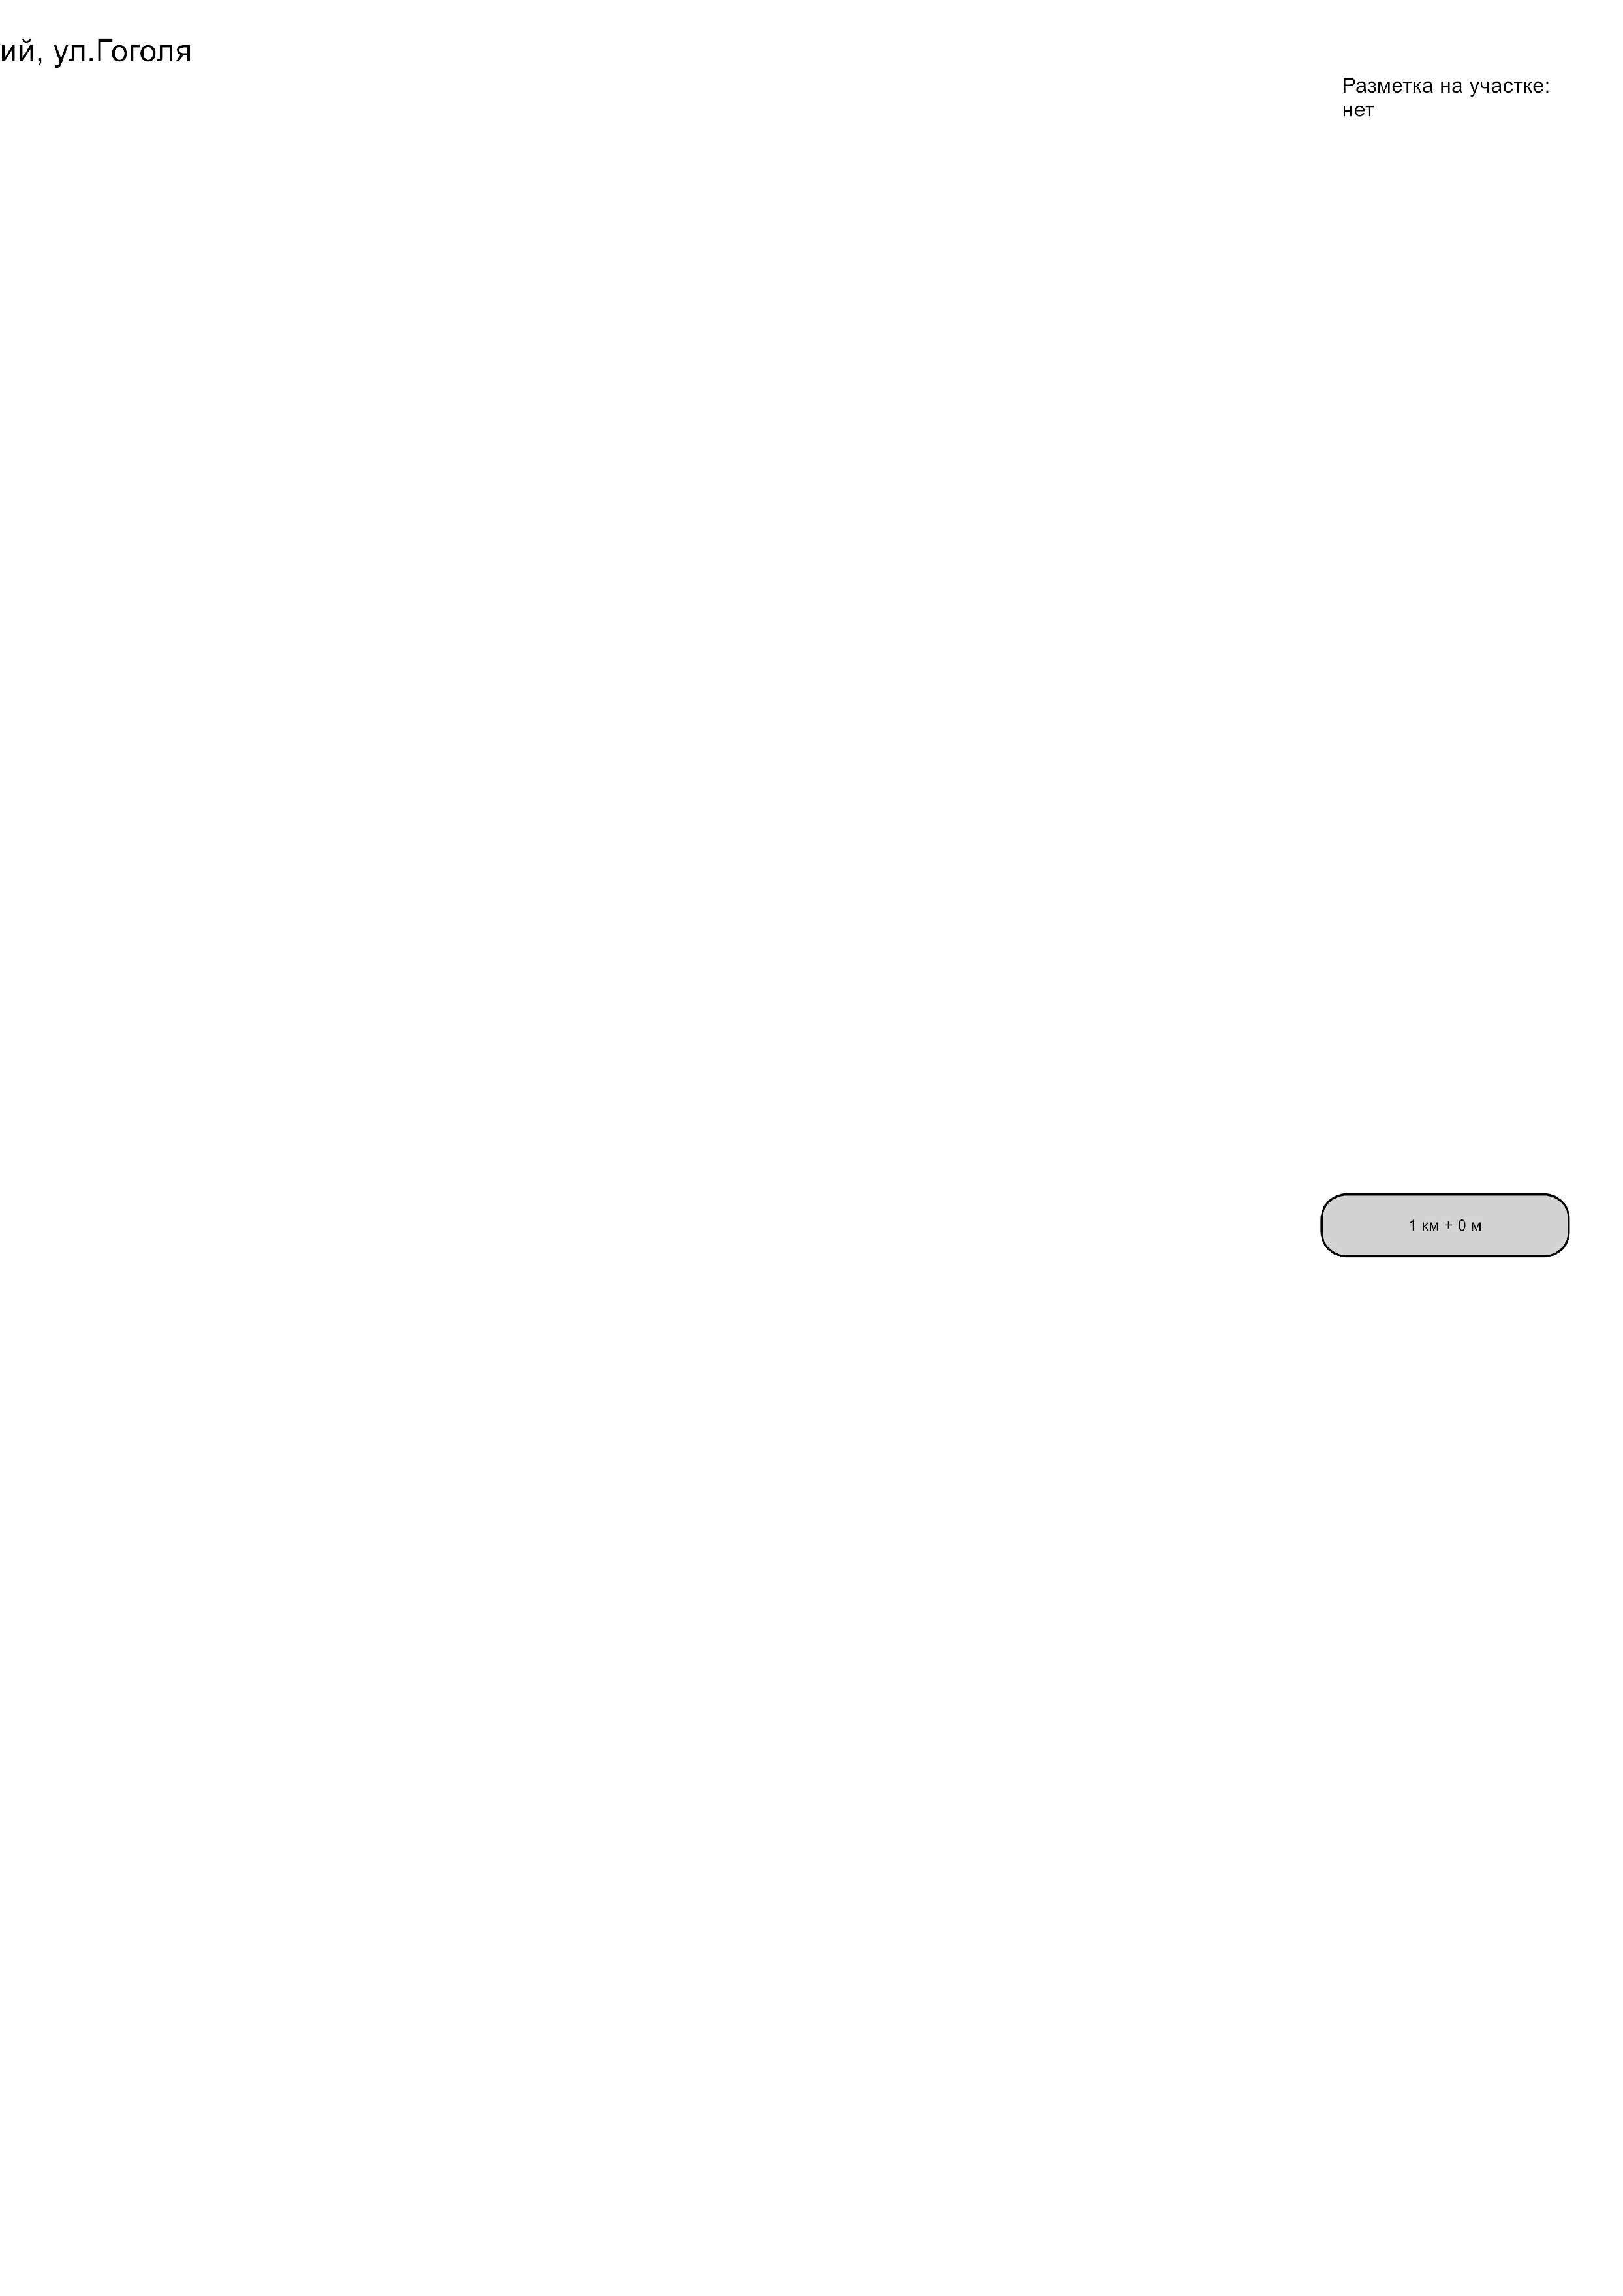 ий, ул.Гоголя
Разметка на участке:
нет
1 км + 0 м